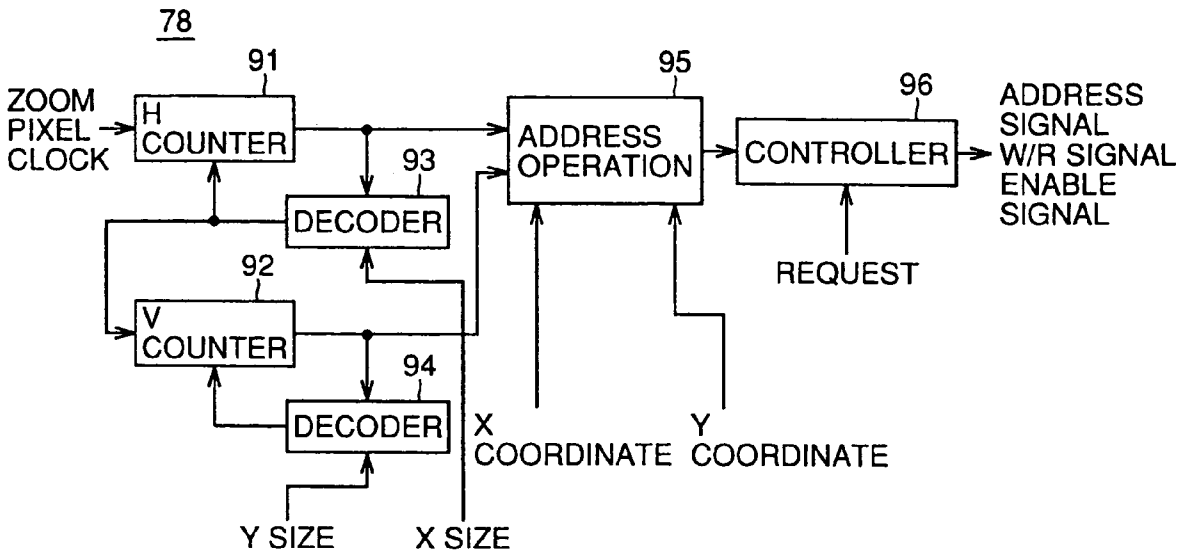 78
91
ZOOM
PIXEL
CLOCK
H
COUNTER
93
DECODER
92
V
COUNTER
94
DECODER
95
ADDRESS
OPERATION
96
CONTROLLER
ADDRESS
SIGNAL
W/R SIGNAL
ENABLE
SIGNAL
REQUEST
X
COORDINATE
Y
COORDINATE
Y SIZE
X SIZE